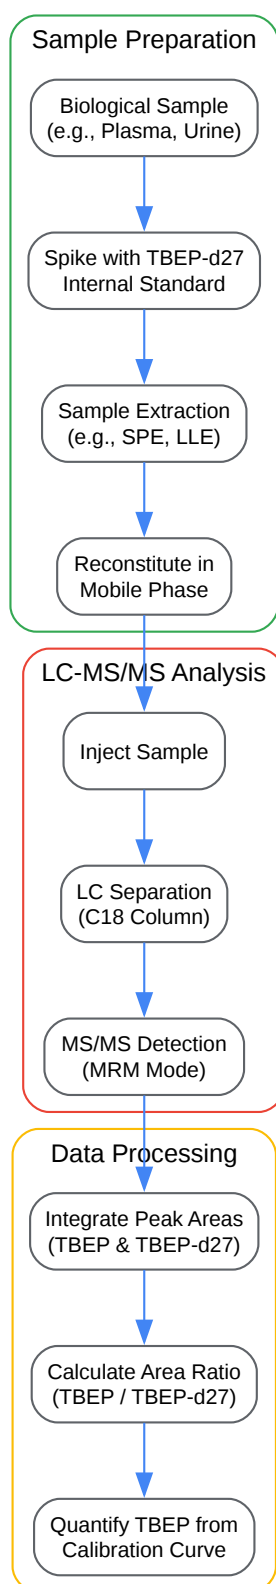 Sample Preparation
Biological Sample
(e.g., Plasma, Urine)
Spike with TBEP-d27
Internal Standard
Sample Extraction
(e.g., SPE, LLE)
Reconstitute in
Mobile Phase
LC-MS/MS Analysis
Inject Sample
LC Separation
(C18 Column)
MS/MS Detection
(MRM Mode)
Data Processing
Integrate Peak Areas
(TBEP & TBEP-d27)
Calculate Area Ratio
(TBEP / TBEP-d27)
Quantify TBEP from
Calibration Curve